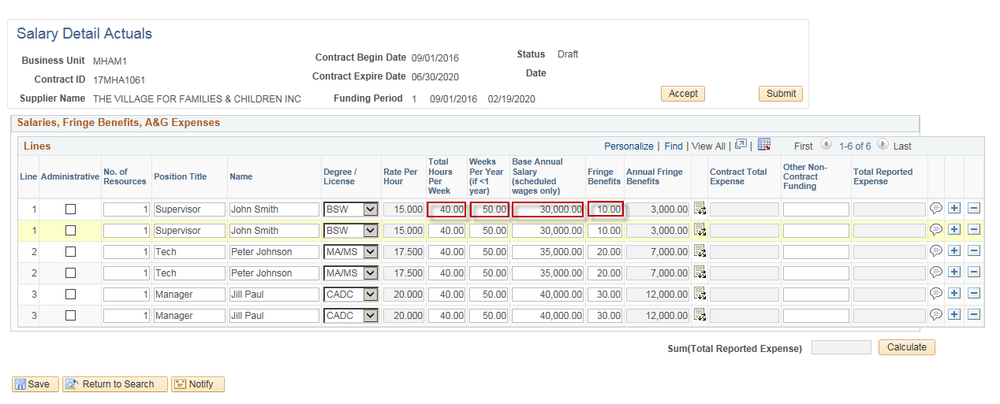 Salary Detail Actuals
Business Unit MHAM1 Contract Begin Date 09/01/2016 Status Draft
Contract ID 17MHA1061 Contract Expire Date 06/30/2020 Date
Supplier Name THE VILLAGE FOR FAMILIES & CHILDREN INC Funding Period 1 09/01/2016 02/19/2020 Accept Submit
Salaries, Fringe Benefits, A&G Expenses
Lines Personalize | Find | View All | | First 1-6 of 6 Last
Line Administrative No. of Resources Position Title Name Degree / License Rate Per Hour Total Hours Per Week Weeks Per Year (if <1 year) Base Annual Salary (scheduled wages only) Fringe Benefits Annual Fringe Benefits Contract Total Expense Other Non-Contract Funding Total Reported Expense
1 1 Supervisor John Smith BSW 15.000 40.00 50.00 30,000.00 10.00 3,000.00
1 1 Supervisor John Smith BSW 15.000 40.00 50.00 30,000.00 10.00 3,000.00
2 1 Tech Peter Johnson MA/MS 17.500 40.00 50.00 35,000.00 20.00 7,000.00
2 1 Tech Peter Johnson MA/MS 17.500 40.00 50.00 35,000.00 20.00 7,000.00
3 1 Manager Jill Paul CADC 20.000 40.00 50.00 40,000.00 30.00 12,000.00
3 1 Manager Jill Paul CADC 20.000 40.00 50.00 40,000.00 30.00 12,000.00
Sum(Total Reported Expense) Calculate
Save Return to Search Notify